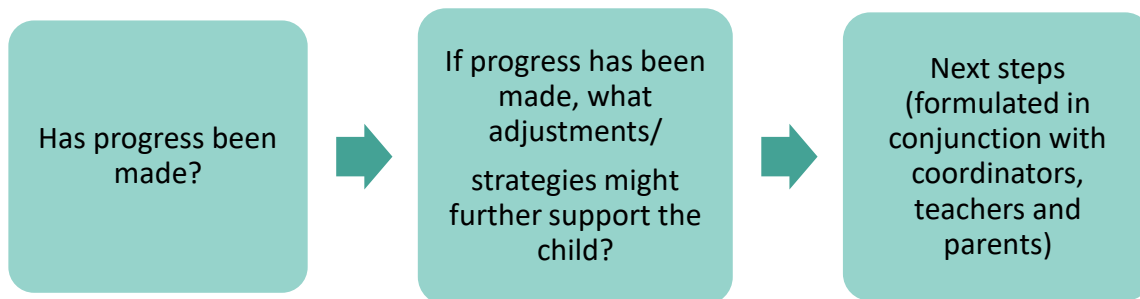 Has progress been
made?
If progress has been
made, what
adjustments/
strategies might
further support the
child?
Next steps
(formulated in
conjunction with
coordinators,
teachers and
parents)